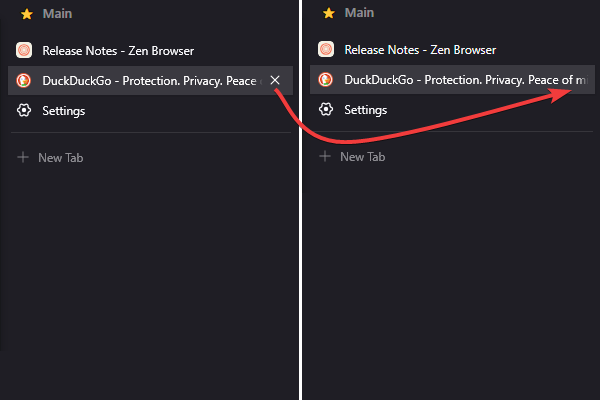 Main
Release Notes - Zen Browser
DuckDuckGo - Protection. Privacy. Peace
Settings
New Tab
Main
Release Notes - Zen Browser
DuckDuckGo - Protection. Privacy. Peace of m
Settings
New Tab